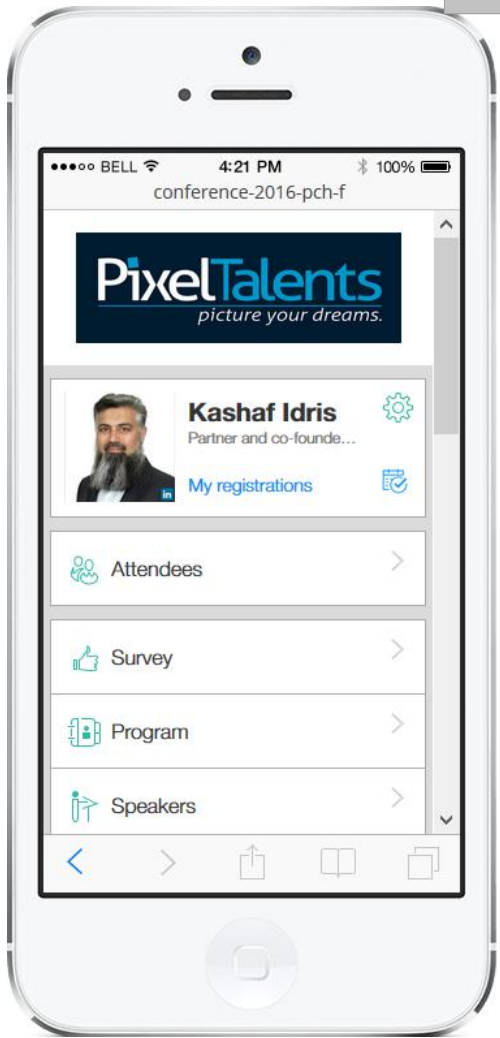 BELL 4:21 PM 100%
conference-2016-pch-f
PixelTalents
picture your dreams.
Kashaf Idris
Partner and co-founde...
in
My registrations
Attendees
Survey
Program
Speakers